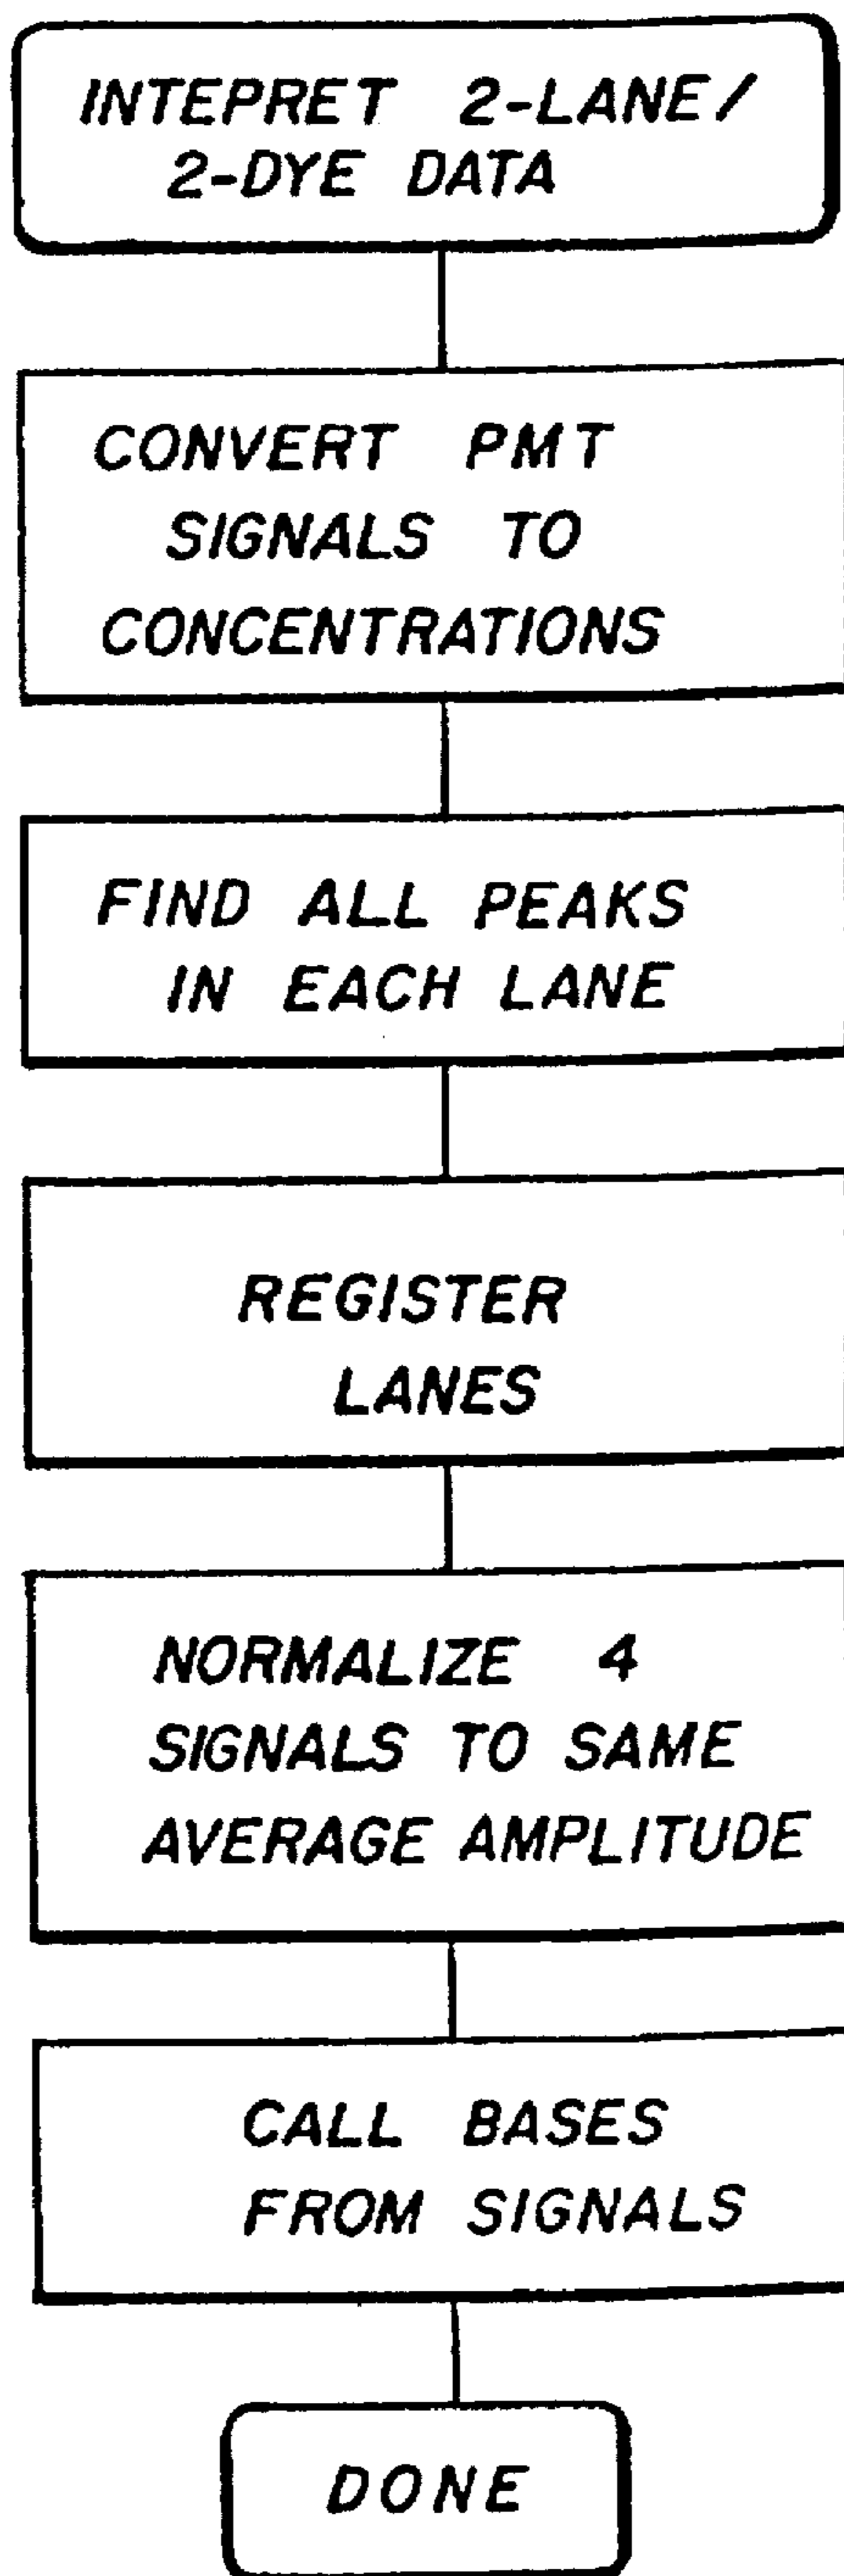 INTEPRET 2-LANE/
2-DYE DATA
CONVERT PMT
SIGNALS TO
CONCENTRATIONS
FIND ALL PEAKS
IN EACH LANE
REGISTER
LANES
NORMALIZE 4
SIGNALS TO SAME
AVERAGE AMPLITUDE
CALL BASES
FROM SIGNALS
DONE